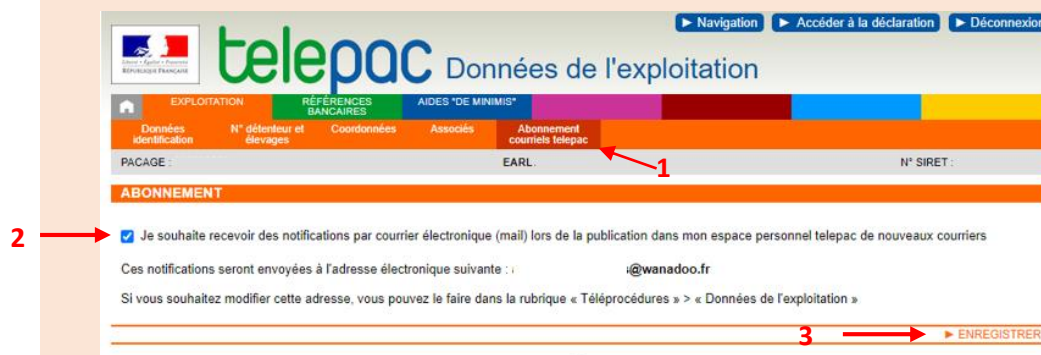 ► Navigation ► Accéder à la déclaration ► Déconnexion
RÉPUBLIQUE FRANÇAISE
telepac Données de l'exploitation
EXPLOITATION RÉFÉRENCES BANCAIRES AIDES "DE MINIMIS"
Données identification N° détenteur et élevages Coordonnées Associés Abonnement courriels telepac
PACAGE : EARL N° SIRET :
1
ABONNEMENT
2 Je souhaite recevoir des notifications par courrier électronique (mail) lors de la publication dans mon espace personnel telepac de nouveaux courriers
Ces notifications seront envoyées à l'adresse électronique suivante : @wanadoo.fr
Si vous souhaitez modifier cette adresse, vous pouvez le faire dans la rubrique « Téléprocédures » > « Données de l'exploitation »
3 ► ENREGISTRER